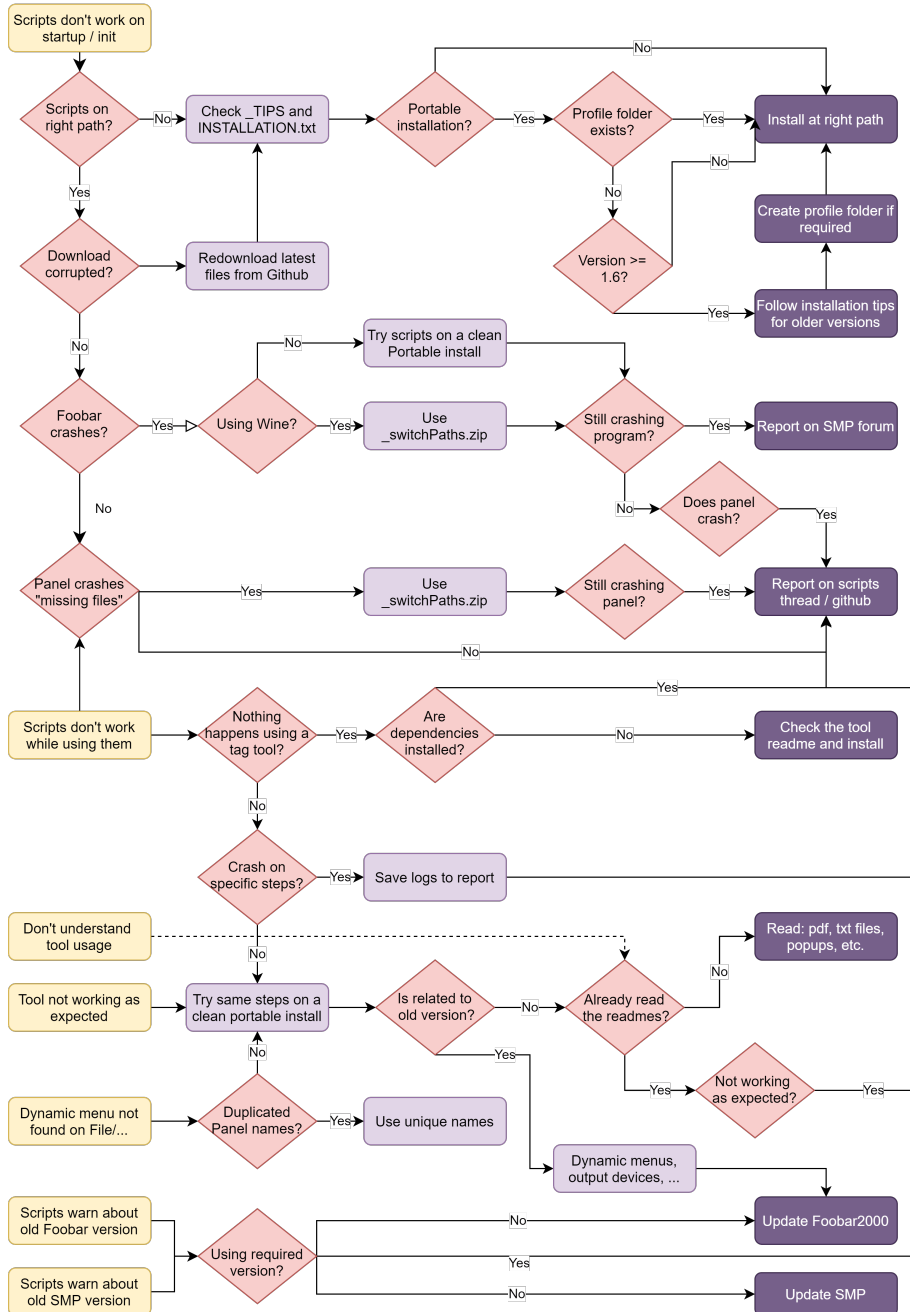 Scripts don't work on
startup / init
No
Scripts on
right path?
No
Check _TIPS and
INSTALLATION.txt
Portable
installation?
Yes
Profile folder
exists?
Yes
Install at right path
No
Yes
No
Create profile folder if
required
Download
corrupted?
Redownload latest
files from Github
Version >=
1.6?
Yes
Follow installation tips
for older versions
No
No
Try scripts on a clean
Portable install
Foobar
crashes?
Yes
Using Wine?
Yes
Use
_switchPaths.zip
Still crashing
program?
Yes
Report on SMP forum
No
No
Does panel
crash?
Yes
Panel crashes
"missing files"
Yes
Use
_switchPaths.zip
Still crashing
panel?
Yes
Report on scripts
thread / github
No
Yes
Scripts don't work
while using them
Nothing
happens using a
tag tool?
Yes
Are
dependencies
installed?
No
Check the tool
readme and install
No
Crash on
specific steps?
Yes
Save logs to report
Don't understand
tool usage
No
Read: pdf, txt files,
popups, etc.
No
Tool not working as
expected
Try same steps on a
clean portable install
Is related to
old version?
No
Already read
the readmes?
No
Yes
Yes
Not working
as expected?
Yes
Dynamic menu not
found on File/...
Duplicated
Panel names?
Yes
Use unique names
Dynamic menus,
output devices, ...
Scripts warn about
old Foobar version
No
Update Foobar2000
Using required
version?
Yes
Scripts warn about
old SMP version
No
Update SMP